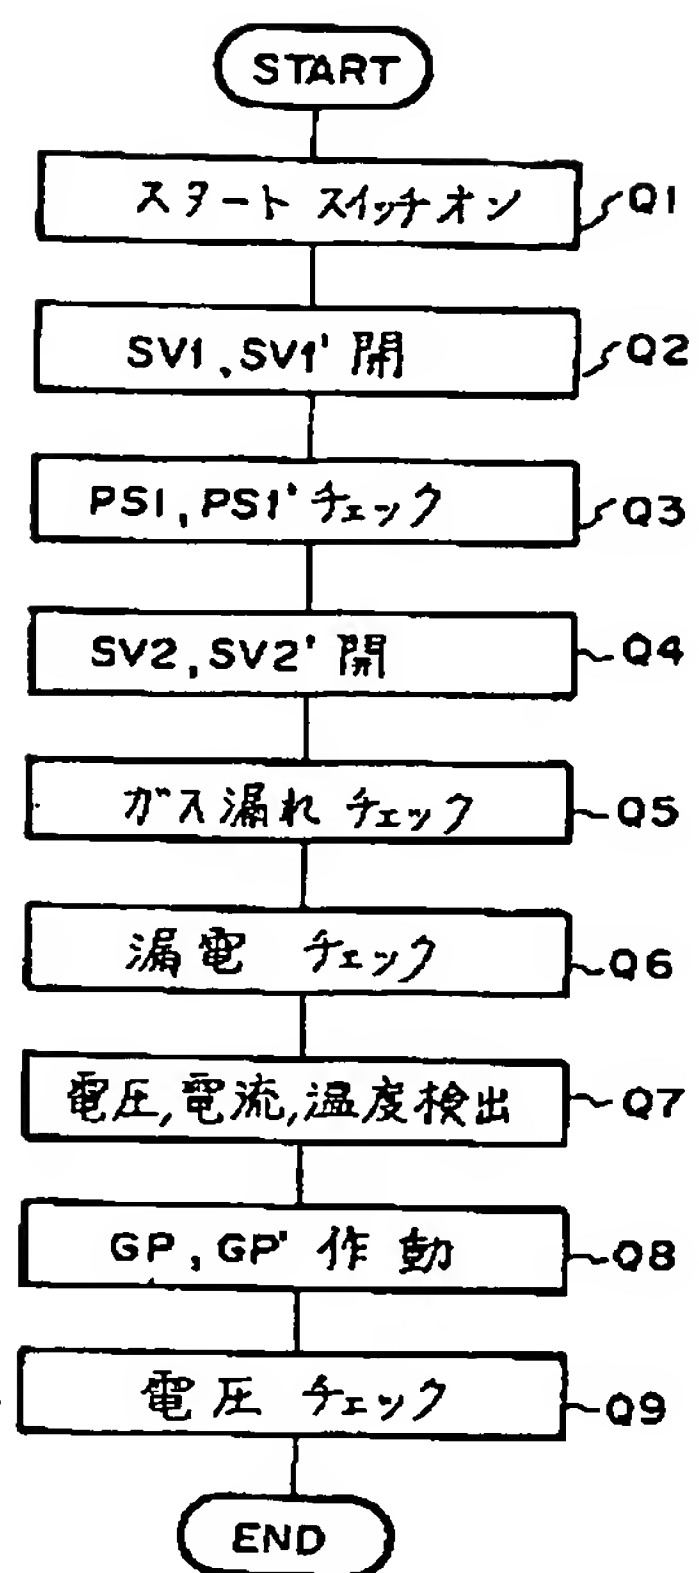 START
スタート スイッチオン Q1
SV1, SV1' 開 Q2
PS1, PS1' チェック Q3
SV2, SV2' 開 Q4
ガス漏れ チェック Q5
漏電 チェック Q6
電圧,電流,温度検出 Q7
GP, GP' 作動 Q8
電圧 チェック Q9
END